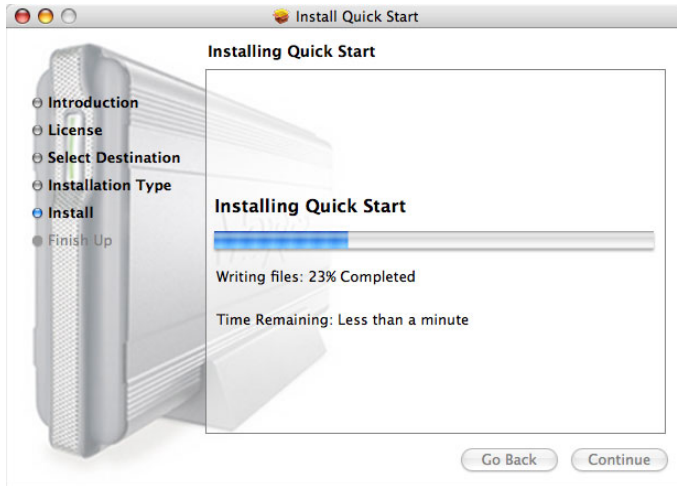 Install Quick Start
Installing Quick Start
Introduction
License
Select Destination
Installation Type
Install
Finish Up
Installing Quick Start
Writing files: 23% Completed
Time Remaining: Less than a minute
Go Back
Continue